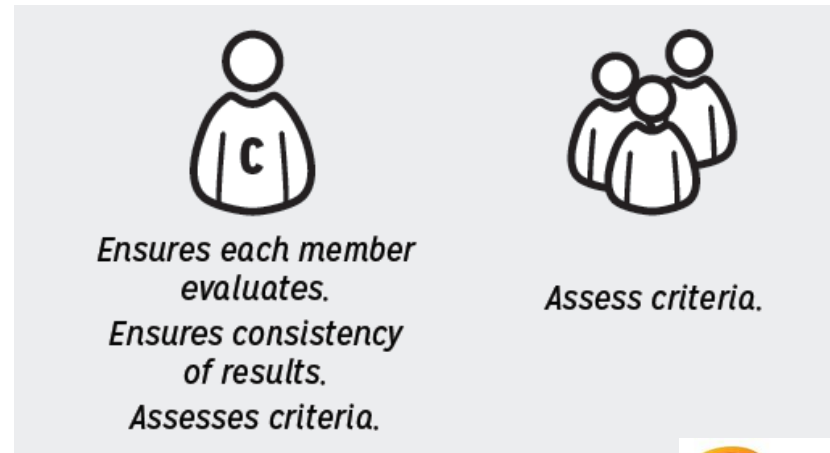 C
Ensures each member
evaluates.
Ensures consistency
of results.
Assesses criteria.
Assess criteria.